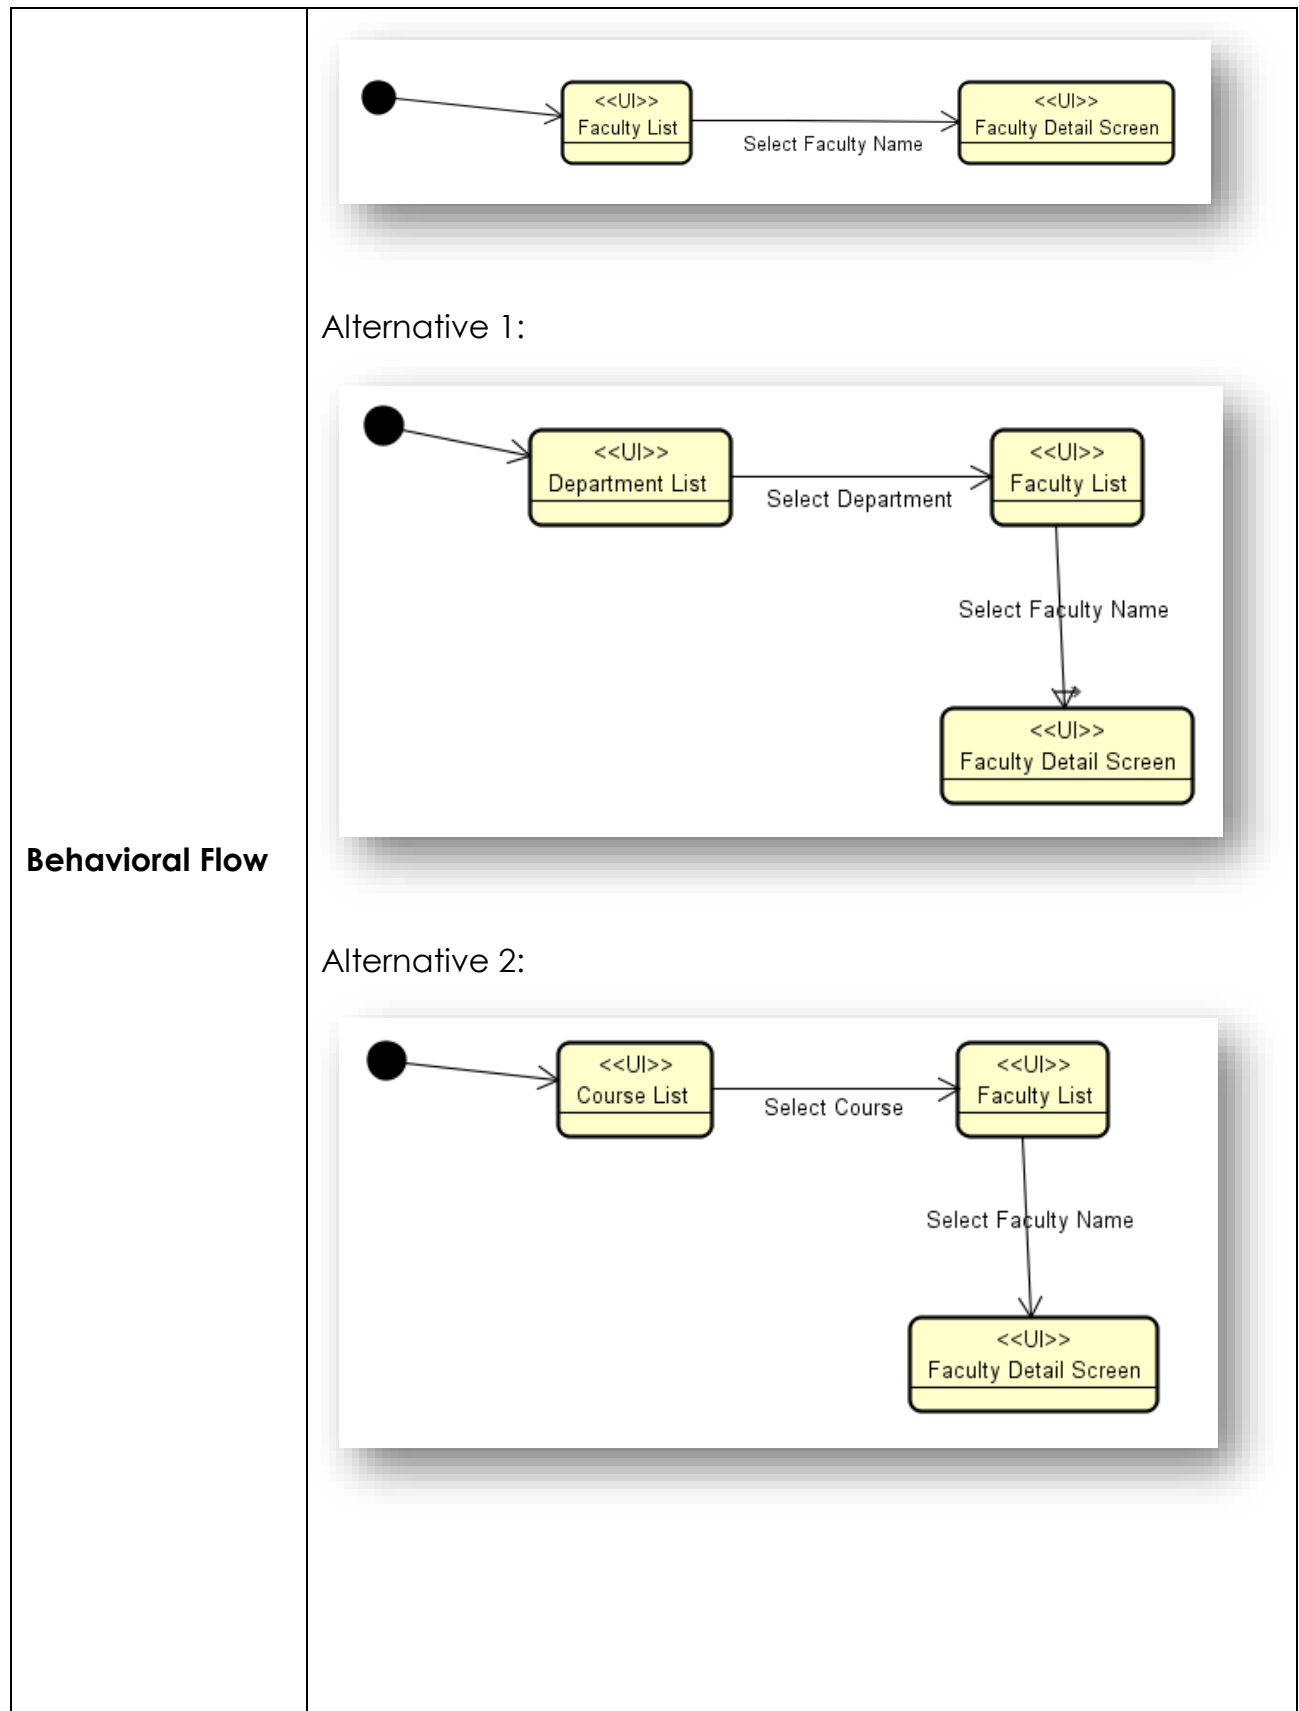 Behavioral Flow
<<UI>>
Faculty List
Select Faculty Name
<<UI>>
Faculty Detail Screen
Alternative 1:
<<UI>>
Department List
Select Department
<<UI>>
Faculty List
Select Faculty Name
<<UI>>
Faculty Detail Screen
Alternative 2:
<<UI>>
Course List
Select Course
<<UI>>
Faculty List
Select Faculty Name
<<UI>>
Faculty Detail Screen